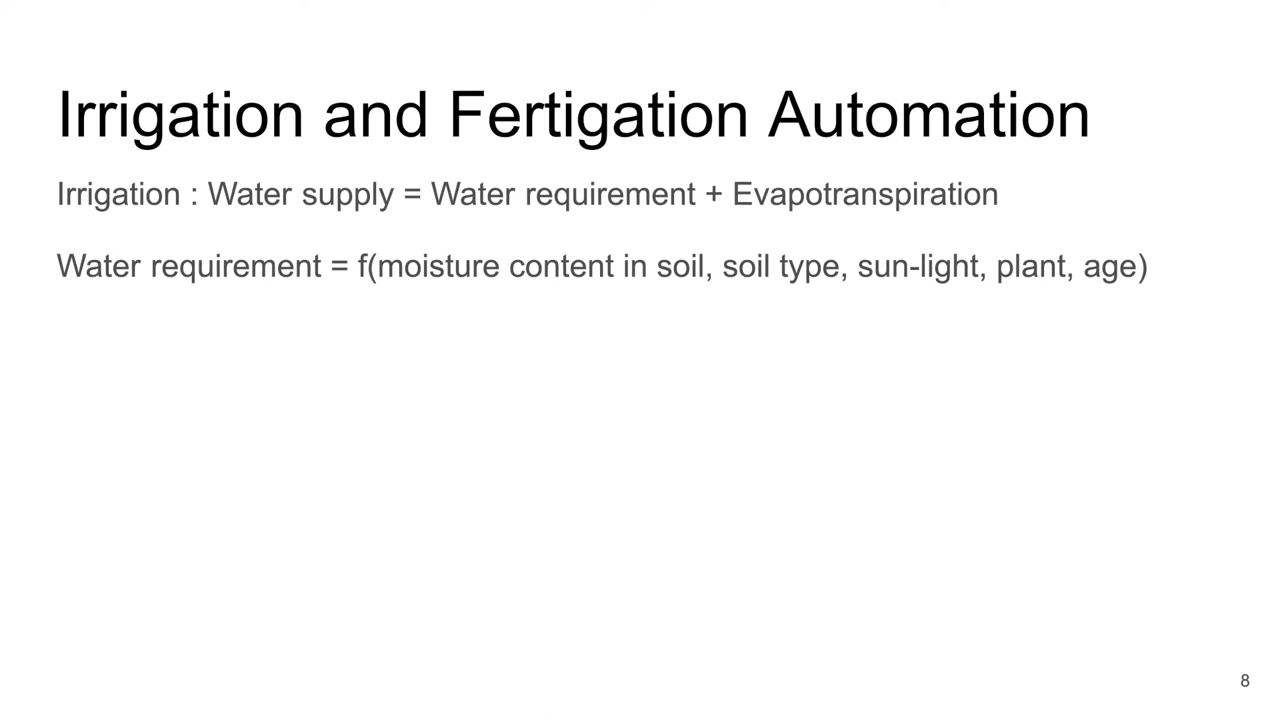 Irrigation and Fertigation Automation
Irrigation : Water supply = Water requirement + Evapotranspiration
Water requirement = f(moisture content in soil, soil type, sun-light, plant, age)
8